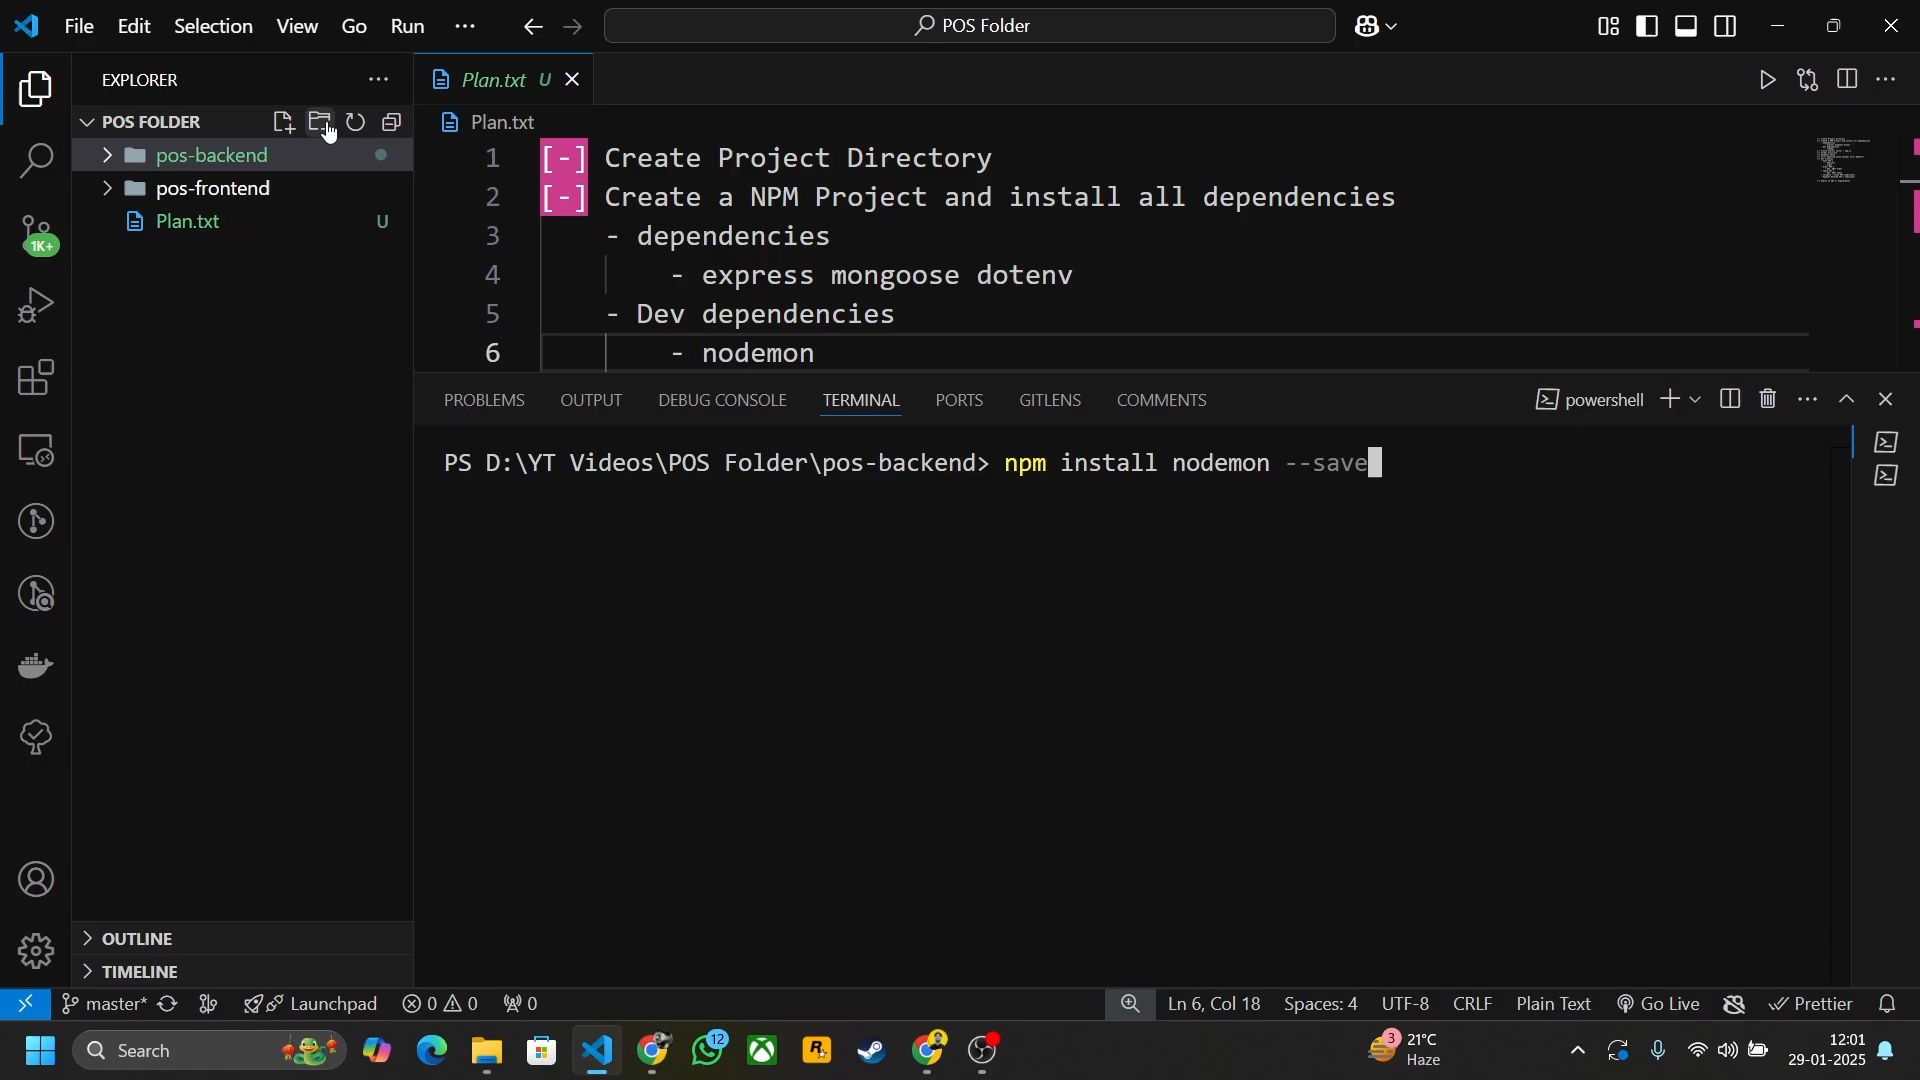 File Edit Selection View Go Run ··· POS Folder
EXPLORER
POS FOLDER
pos-backend
pos-frontend
Plan.txt U
1K+
Plan.txt U
Plan.txt
1 [-] Create Project Directory
2 [-] Create a NPM Project and install all dependencies
3 - dependencies
4 - express mongoose dotenv
5 - Dev dependencies
6 - nodemon
PROBLEMS OUTPUT DEBUG CONSOLE TERMINAL PORTS GITLENS COMMENTS powershell
PS D:\YT Videos\POS Folder\pos-backend> npm install nodemon --save
OUTLINE
TIMELINE
master* Launchpad 0 0 0 Ln 6, Col 18 Spaces: 4 UTF-8 CRLF Plain Text Go Live Prettier
Search 12 3 21°C 12:01
Haze 29-01-2025